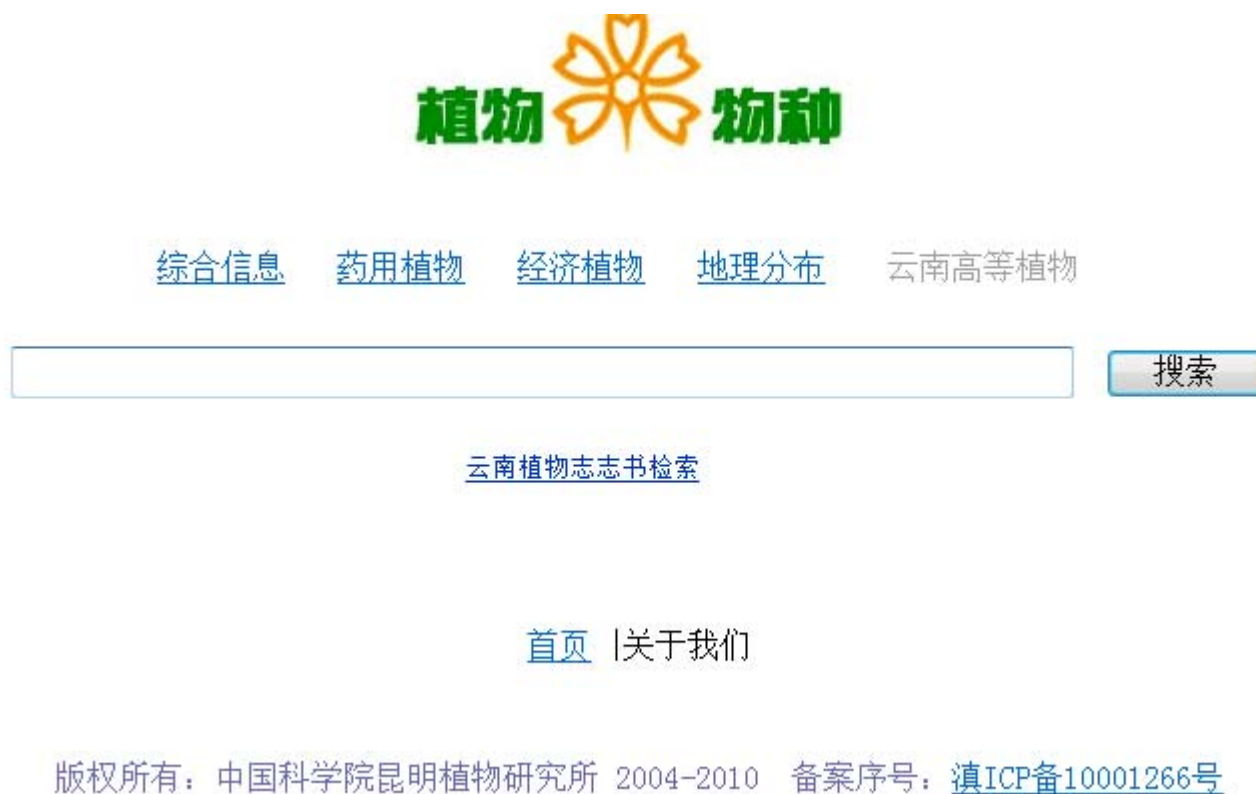 植物 物种
综合信息 药用植物 经济植物 地理分布 云南高等植物
搜索
云南植物志志书检索
首页 |关于我们
版权所有：中国科学院昆明植物研究所 2004-2010 备案序号：滇ICP备10001266号